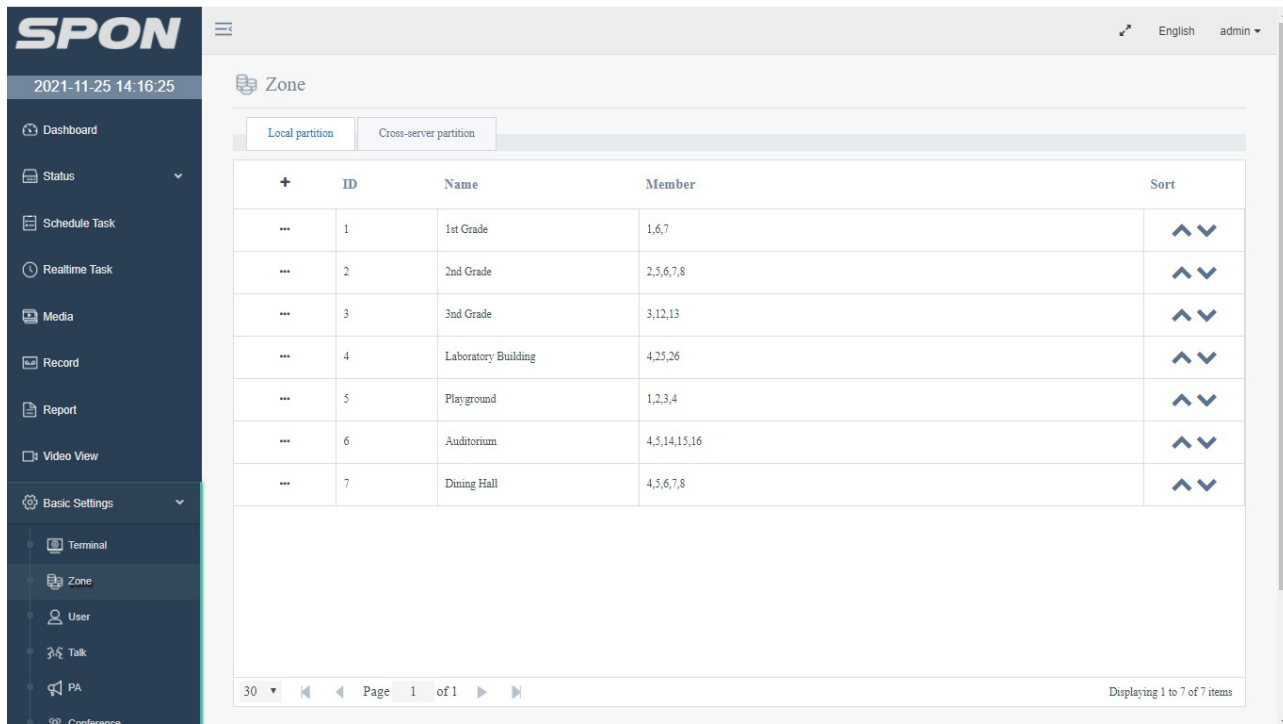 SPON
English admin
2021-11-25 14:16:25
Zone
Dashboard
Local partition Cross-server partition
Status
ID Name Member Sort
Schedule Task
1 1st Grade 1,6,7
Realtime Task
2 2nd Grade 2,5,6,7,8
Media
3 3nd Grade 3,12,13
Record
4 Laboratory Building 4,25,26
Report
5 Playground 1,2,3,4
Video View
6 Auditorium 4,5,14,15,16
Basic Settings
7 Dining Hall 4,5,6,7,8
Terminal
Zone
User
Talk
PA
30 Page 1 of 1 Displaying 1 to 7 of 7 items
Conference